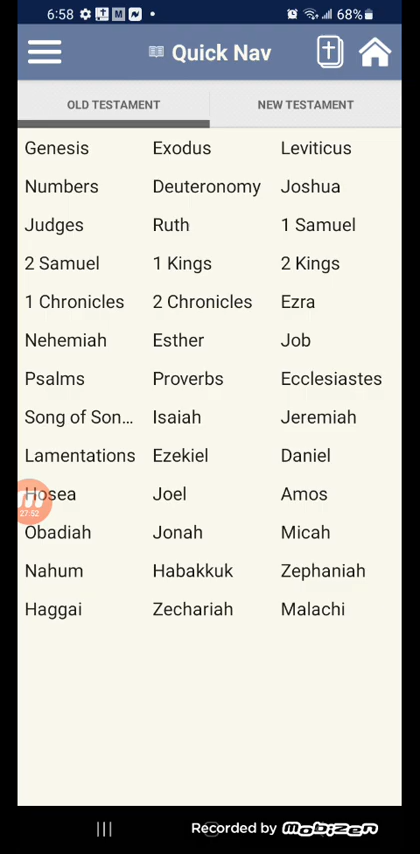 6:58 68%
Quick Nav
OLD TESTAMENT NEW TESTAMENT
Genesis Exodus Leviticus
Numbers Deuteronomy Joshua
Judges Ruth 1 Samuel
2 Samuel 1 Kings 2 Kings
1 Chronicles 2 Chronicles Ezra
Nehemiah Esther Job
Psalms Proverbs Ecclesiastes
Song of Son... Isaiah Jeremiah
Lamentations Ezekiel Daniel
Hosea Joel Amos
27:52
Obadiah Jonah Micah
Nahum Habakkuk Zephaniah
Haggai Zechariah Malachi
Recorded by Mobizen